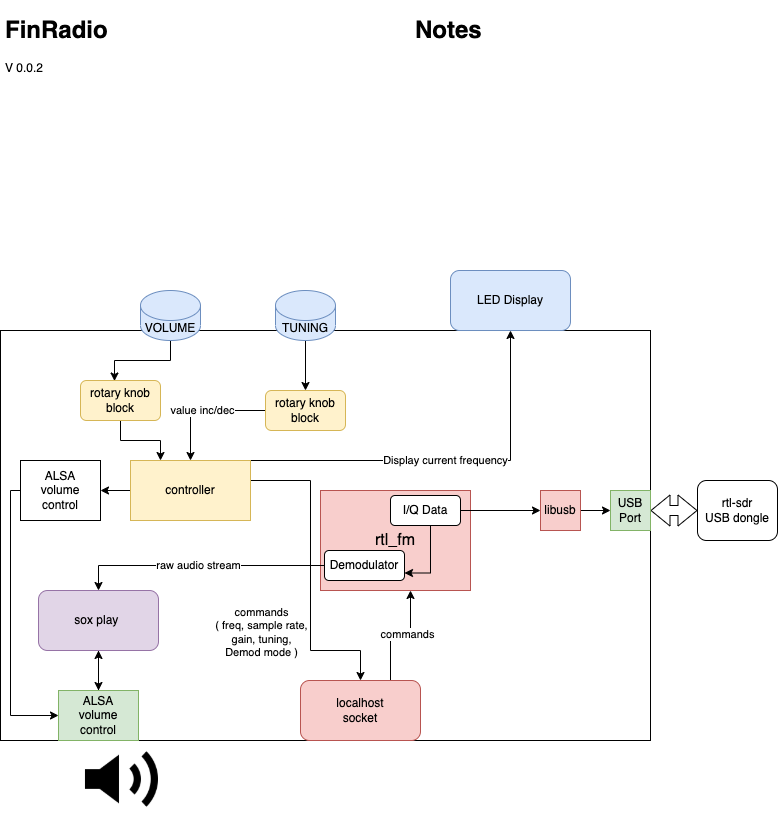 FinRadio
Notes
V 0.0.2
LED Display
VOLUME
TUNING
rotary knob
block
value inc/dec
rotary knob
block
Display current frequency
ALSA
volume
control
controller
I/Q Data
libusb
USB
Port
rtl-sdr
USB dongle
rtl_fm
raw audio stream
Demodulator
sox play
commands
( freq, sample rate,
gain, tuning,
Demod mode )
commands
ALSA
volume
control
localhost
socket